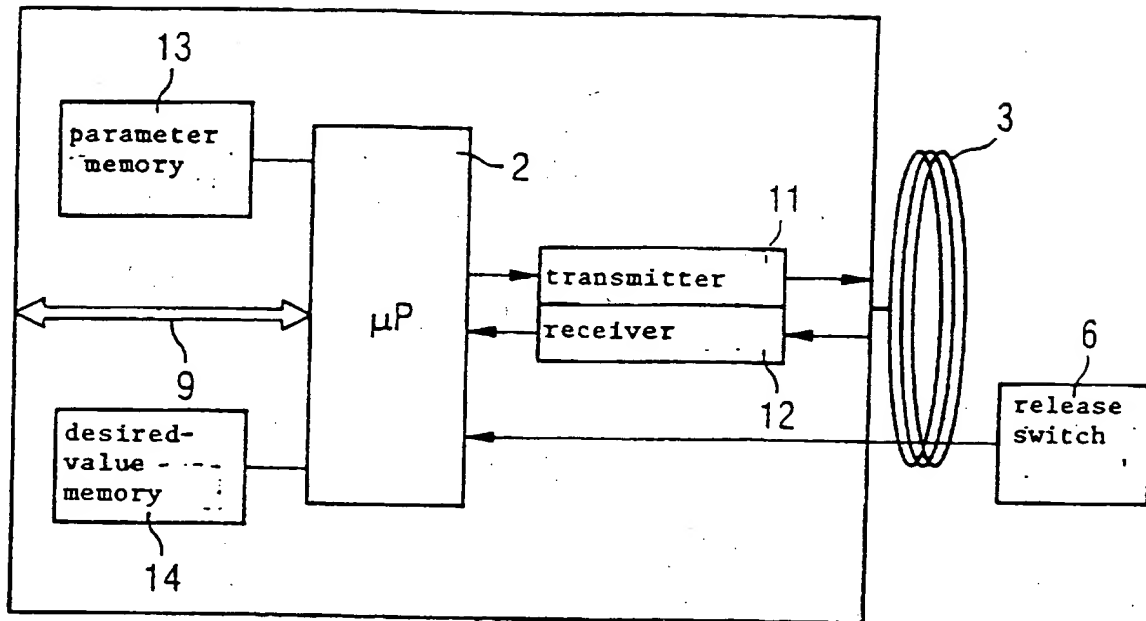 13
parameter
memory
2
3
11
transmitter
μP
receiver
12
9
6
release
switch
desired-
value
memory
14